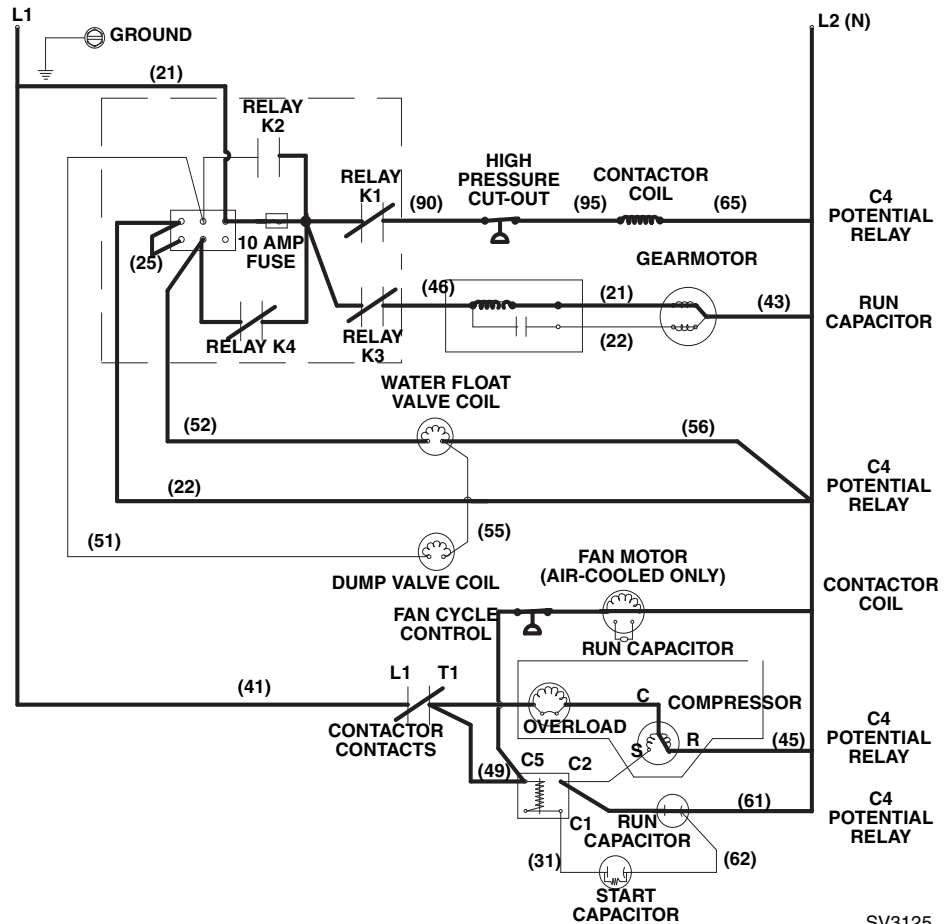 L1
L2 (N)
GROUND
(21)
RELAY
K2
RELAY
K1
(90)
HIGH
PRESSURE
CUT-OUT
(95)
CONTACTOR
COIL
(65)
C4
POTENTIAL
RELAY
(25)
10 AMP
FUSE
GEARMOTOR
(46)
(21)
(43)
RUN
CAPACITOR
(22)
RELAY K4
RELAY
K3
WATER FLOAT
VALVE COIL
(52)
(56)
(22)
C4
POTENTIAL
RELAY
(51)
(55)
DUMP VALVE COIL
FAN MOTOR
(AIR-COOLED ONLY)
CONTACTOR
COIL
FAN CYCLE
CONTROL
RUN CAPACITOR
(41)
L1
T1
CONTACTOR
CONTACTS
OVERLOAD
C
COMPRESSOR
S
R
(45)
C4
POTENTIAL
RELAY
(49)
C5
C2
C1
RUN
CAPACITOR
(61)
C4
POTENTIAL
RELAY
(31)
(62)
START
CAPACITOR
SV3125